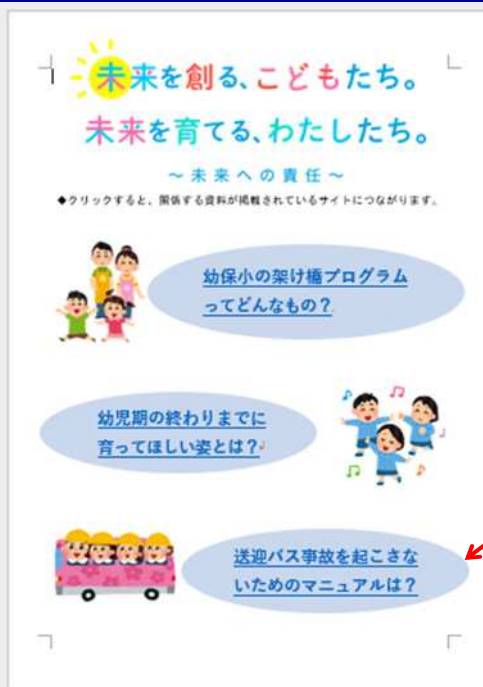 未来を創る、こどもたち。
未来を育てる、わたしたち。
～未来への責任～
◆クリックすると、関係する資料が掲載されているサイトにつながります。
幼保小の架け橋プログラム
ってどんなもの？
幼児期の終わりまでに
育ってほしい姿とは？
送迎バス事故を起こさな
いためのマニュアルは？